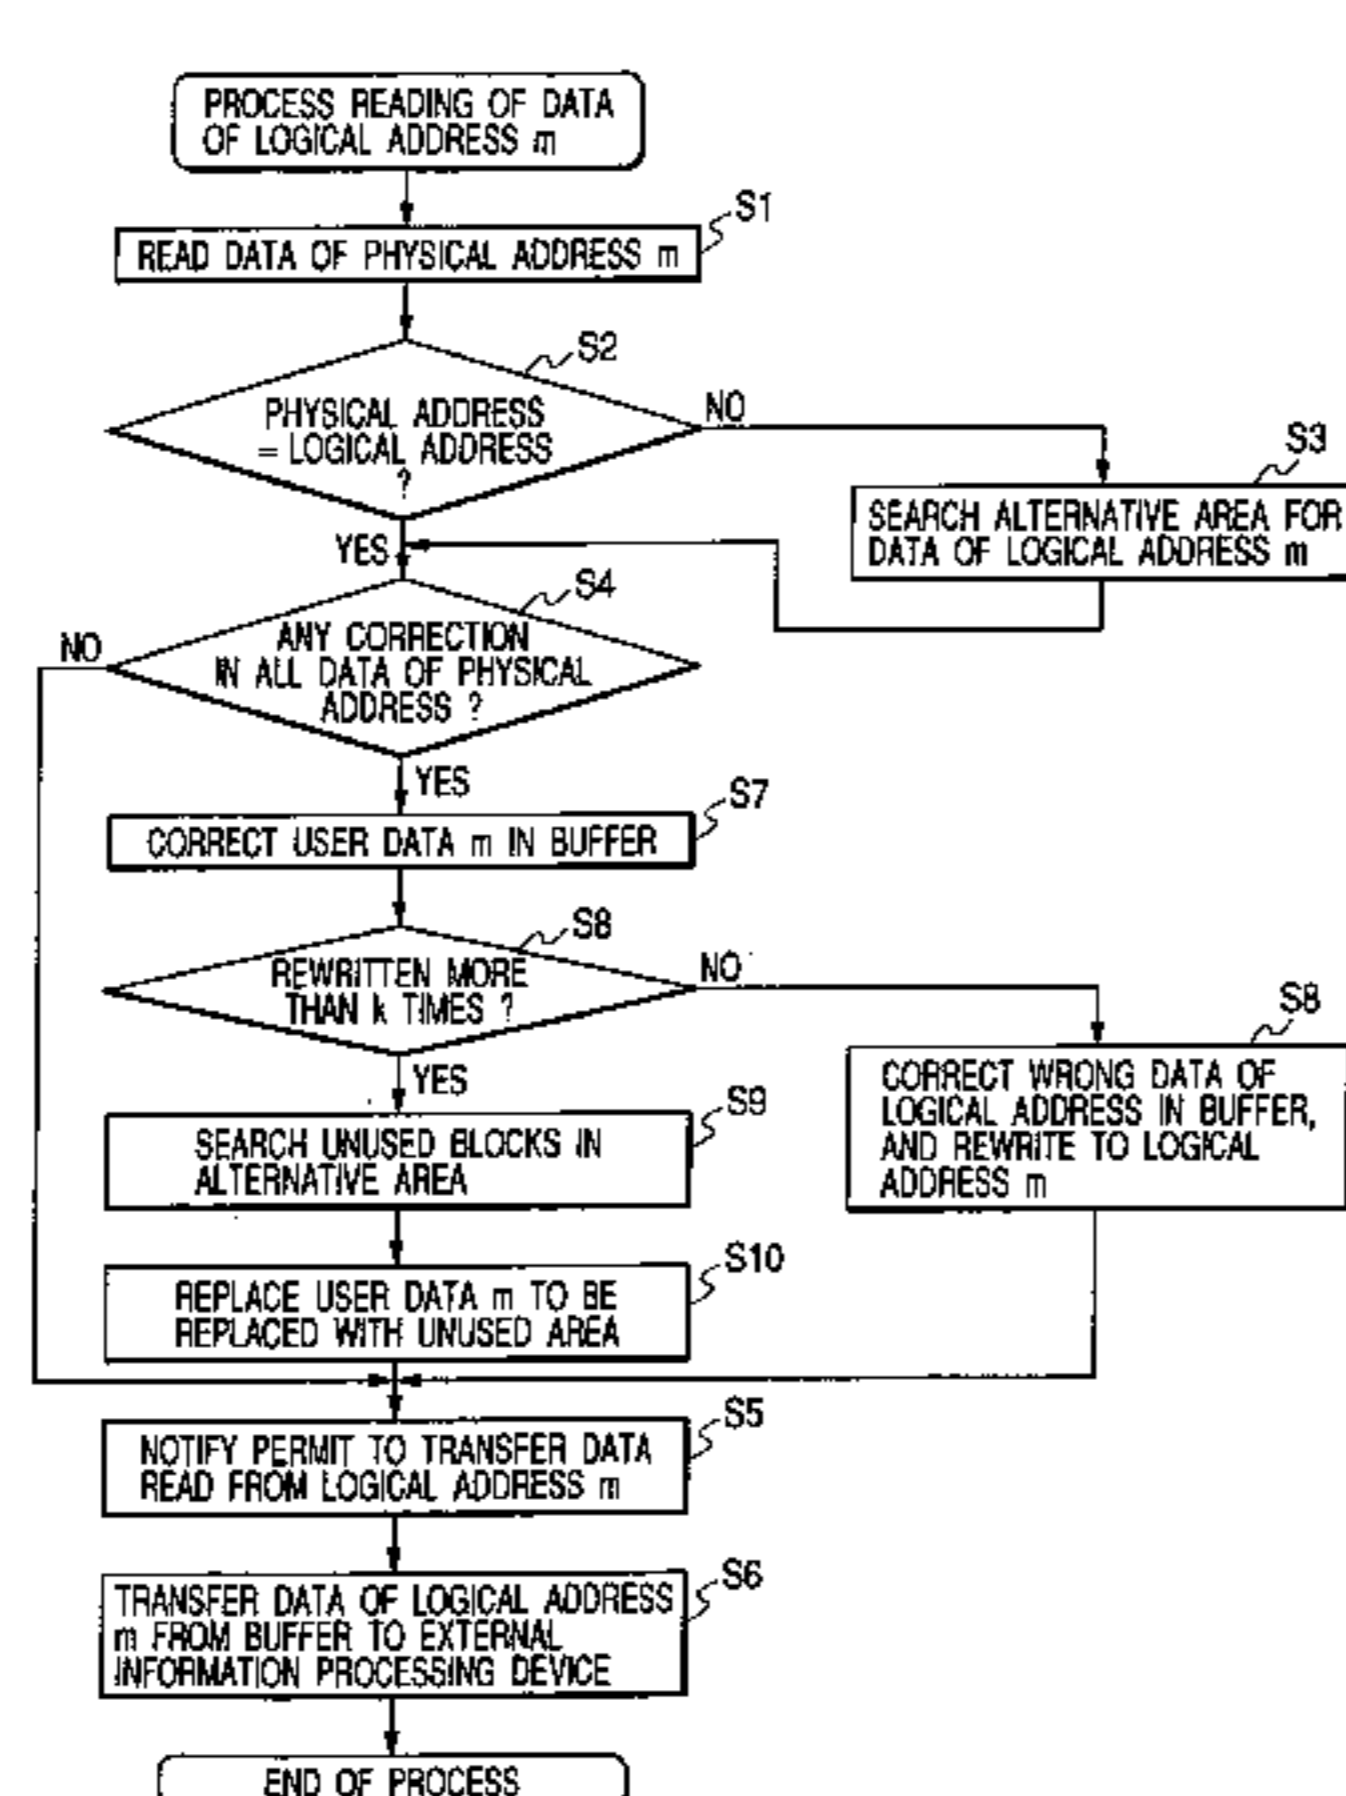 PROCESS READING OF DATA
OF LOGICAL ADDRESS m
S1
READ DATA OF PHYSICAL ADDRESS m
S2
PHYSICAL ADDRESS
= LOGICAL ADDRESS
?
NO
YES
S3
SEARCH ALTERNATIVE AREA FOR
DATA OF LOGICAL ADDRESS m
S4
ANY CORRECTION
IN ALL DATA OF PHYSICAL
ADDRESS ?
NO
YES
S7
CORRECT USER DATA m IN BUFFER
S8
REWRITTEN MORE
THAN k TIMES ?
NO
YES
S8
CORRECT WRONG DATA OF
LOGICAL ADDRESS IN BUFFER,
AND REWRITE TO LOGICAL
ADDRESS m
S9
SEARCH UNUSED BLOCKS IN
ALTERNATIVE AREA
S10
REPLACE USER DATA m TO BE
REPLACED WITH UNUSED AREA
S5
NOTIFY PERMIT TO TRANSFER DATA
READ FROM LOGICAL ADDRESS m
S6
TRANSFER DATA OF LOGICAL ADDRESS
m FROM BUFFER TO EXTERNAL
INFORMATION PROCESSING DEVICE
END OF PROCESS